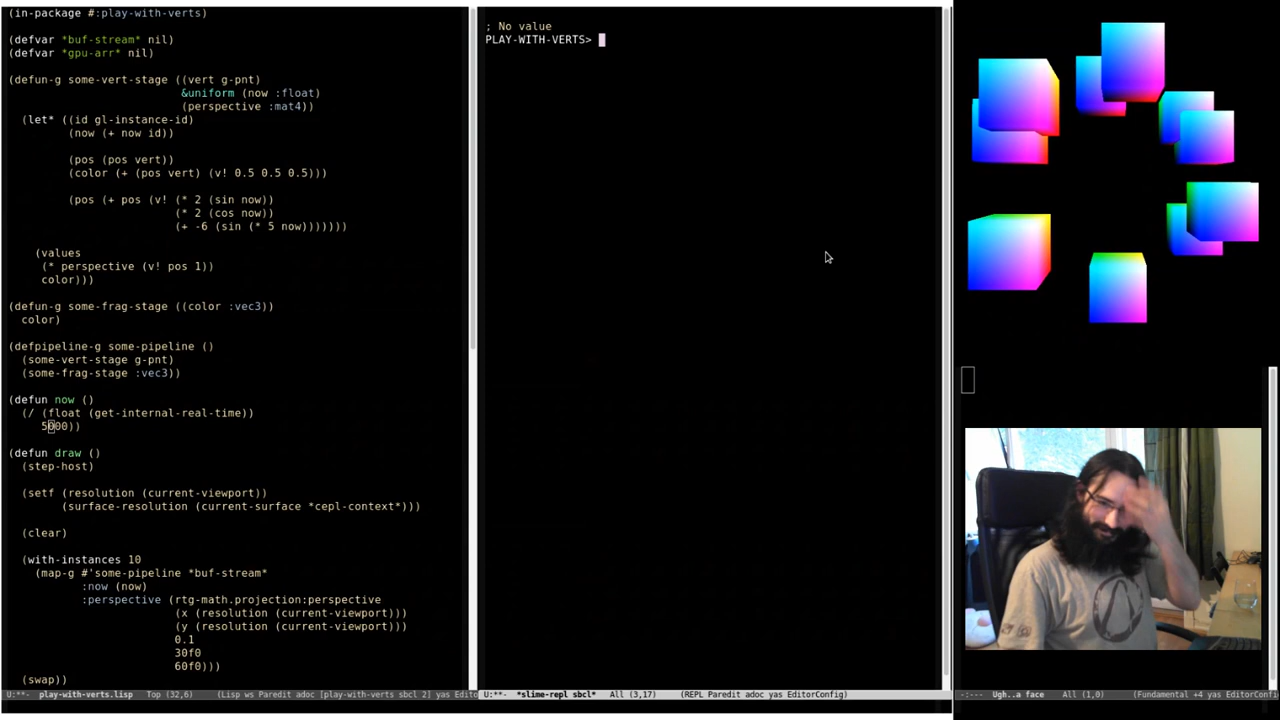 (in-package #:play-with-verts)
(defvar *buf-stream* nil)
(defvar *gpu-arr* nil)
(defun-g some-vert-stage ((vert g-pnt)
&uniform (now :float)
(perspective :mat4))
(let* ((id gl-instance-id)
(now (+ now id))
(pos (pos vert))
(color (+ (pos vert) (v! 0.5 0.5 0.5)))
(pos (+ pos (v! (* 2 (sin now))
(* 2 (cos now))
(+ -6 (sin (* 5 now)))))))
(values
(* perspective (v! pos 1))
color)))
(defun-g some-frag-stage ((color :vec3))
color)
(defpipeline-g some-pipeline ()
(some-vert-stage g-pnt)
(some-frag-stage :vec3))
(defun now ()
(/ (float (get-internal-real-time))
5000))
(defun draw ()
(step-host)
(setf (resolution (current-viewport))
(surface-resolution (current-surface *cepl-context*)))
(clear)
(with-instances 10
(map-g #'some-pipeline *buf-stream*
:now (now)
:perspective (rtg-math.projection:perspective
(x (resolution (current-viewport)))
(y (resolution (current-viewport)))
0.1
30f0
60f0)))
(swap))
U:**- play-with-verts.lisp Top (32,6) (Lisp ws Paredit adoc [play-with-verts sbcl 2] yas Edito
; No value
PLAY-WITH-VERTS>
U:**- *slime-repl sbcl* All (3,17) (REPL Paredit adoc yas EditorConfig)
-:--- Ugh..a face All (1,0) (Fundamental +4 yas EditorConfi